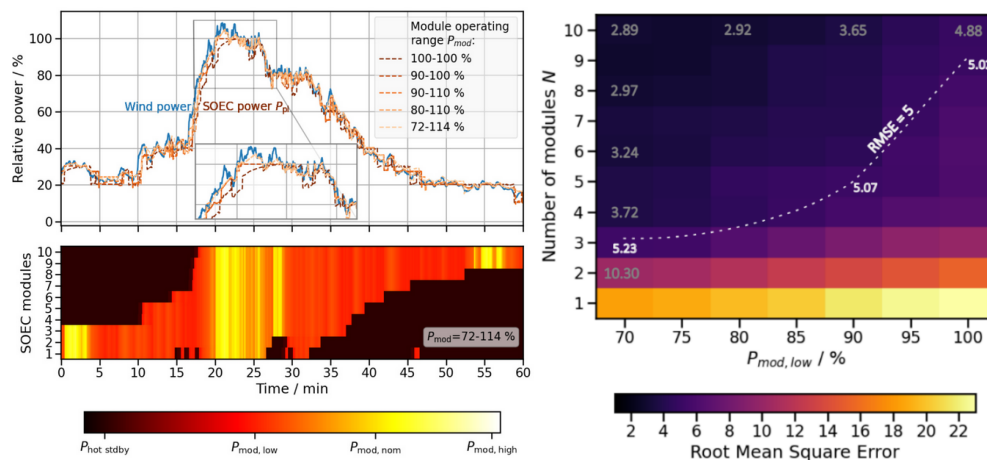 Relative power / %
100
80
60
40
20
0
Wind power
SOEC power P_pl
Module operating
range P_mod:
100-100 %
90-100 %
90-110 %
80-110 %
72-114 %
SOEC modules
10
9
8
7
6
5
4
3
2
1
P_mod=72-114 %
0 5 10 15 20 25 30 35 40 45 50 55 60
Time / min
P_hot stdby P_mod, low P_mod, nom P_mod, high
Number of modules N
10
9
8
7
6
5
4
3
2
1
2.89 2.92 3.65 4.88
2.97
3.24
3.72
5.23
10.30
5.07
RMSE = 5
70 75 80 85 90 95 100
P_mod, low / %
2 4 6 8 10 12 14 16 18 20 22
Root Mean Square Error